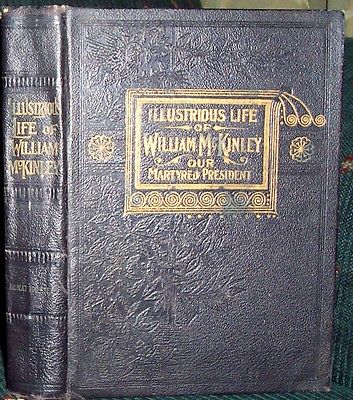 ILLUSTRIOUS
LIFE OF
WILLIAM
McKINLEY
ILLUSTRIOUS LIFE
OF
WILLIAM McKINLEY
OUR
MARTYRED PRESIDENT